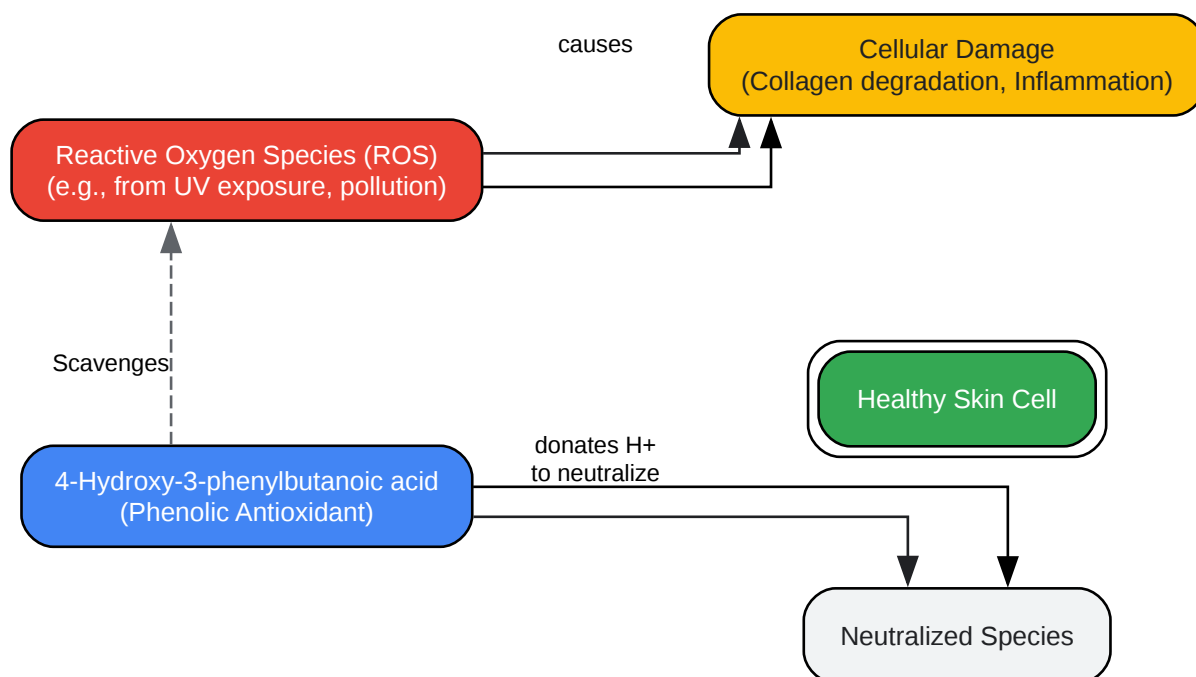 causes
Cellular Damage
(Collagen degradation, Inflammation)
Reactive Oxygen Species (ROS)
(e.g., from UV exposure, pollution)
Scavenges
Healthy Skin Cell
donates H+
to neutralize
4-Hydroxy-3-phenylbutanoic acid
(Phenolic Antioxidant)
Neutralized Species